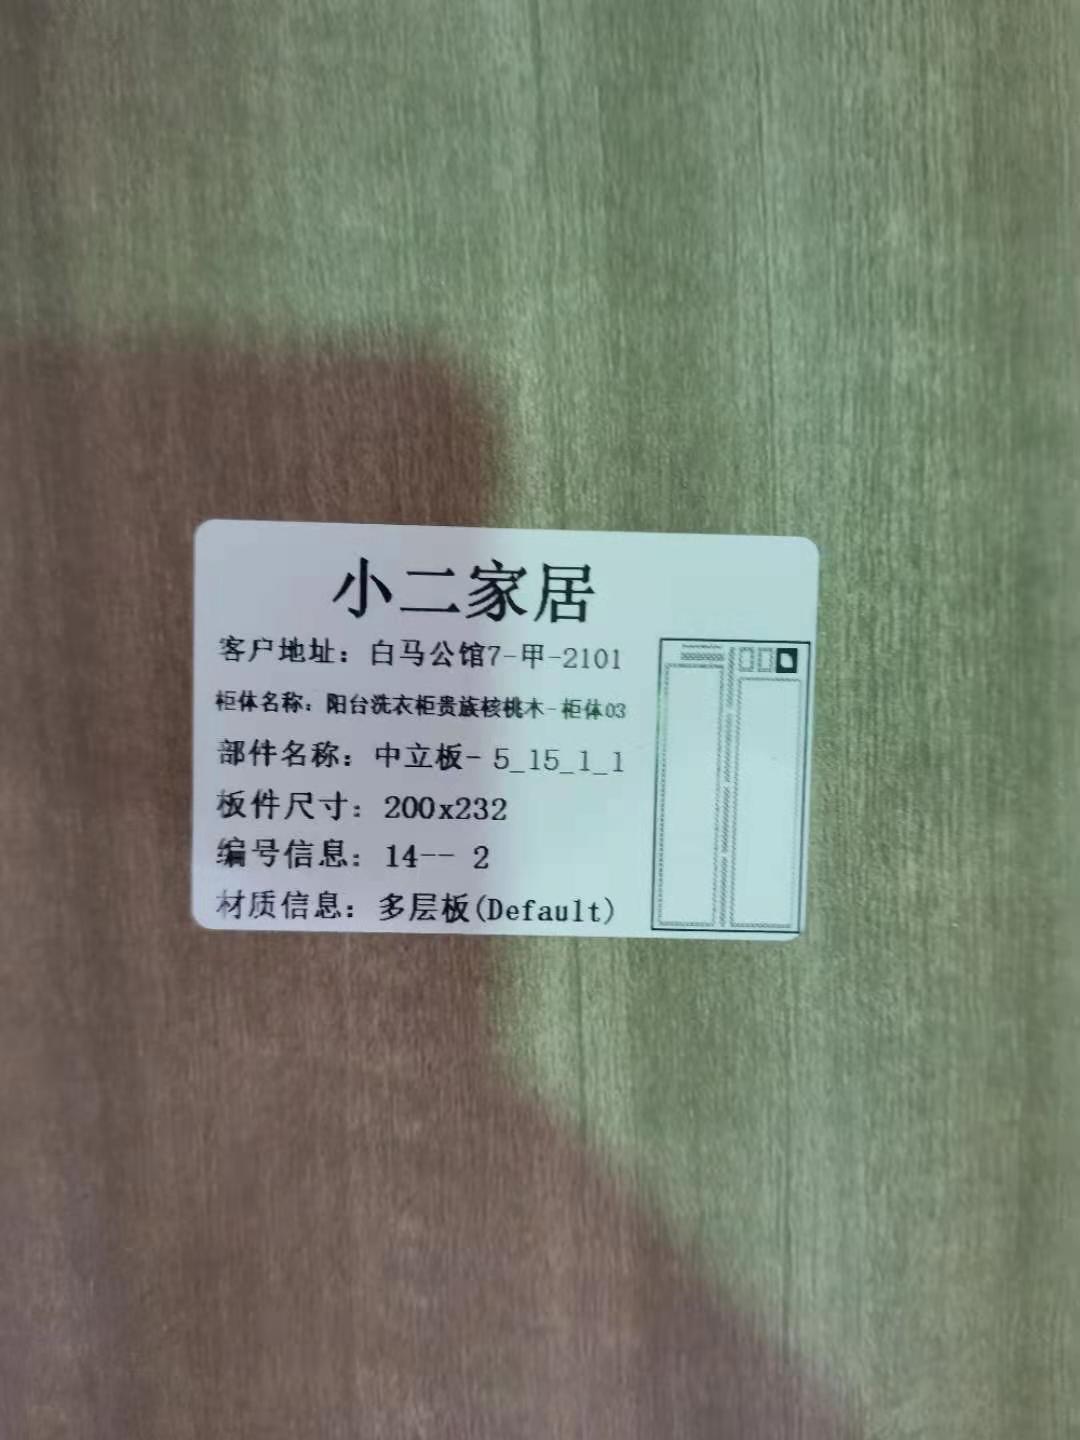 小二家居
客户地址：白马公馆7-甲-2101
柜体名称：阳台洗衣柜贵族核桃木-柜体03
部件名称：中立板- 5_15_1_1
板件尺寸：200x232
编号信息：14-- 2
材质信息：多层板(Default)